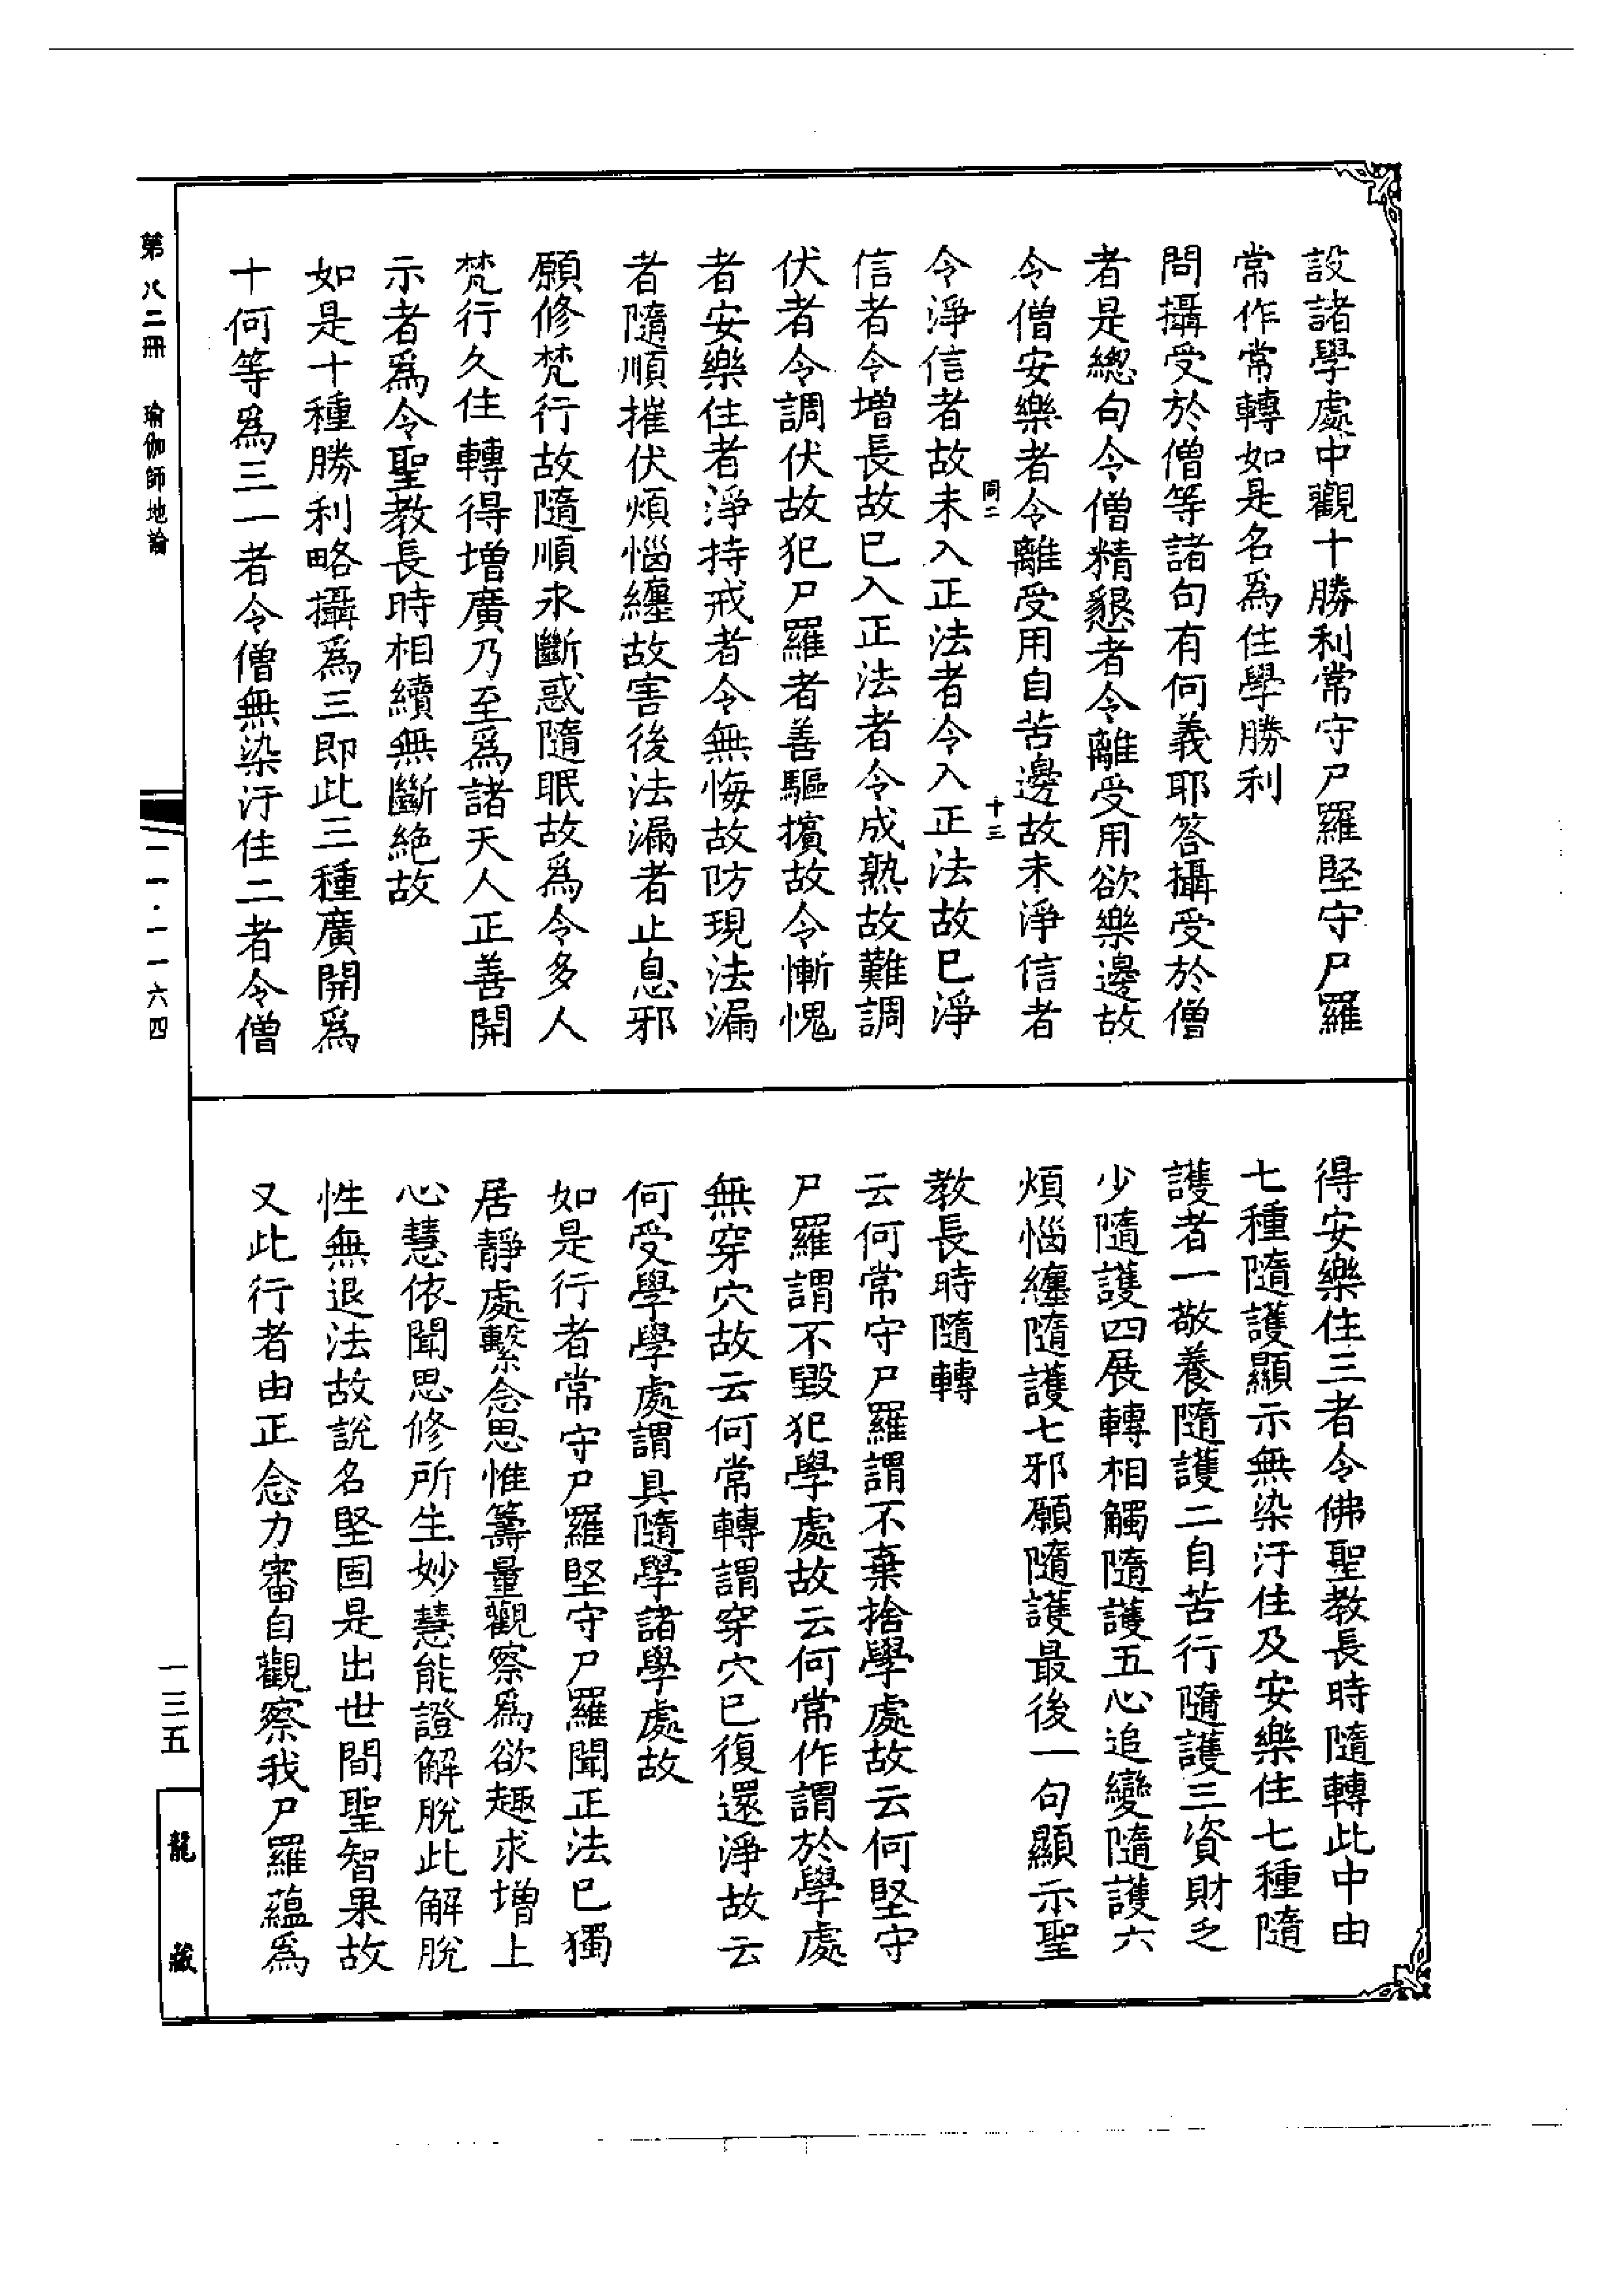 設諸學處中觀十勝利常守尸羅堅守尸羅
常作常轉如是名爲住學勝利
問攝受於僧等諸句有何義耶答攝受於僧
者是總句令僧精懇者令離受用欲樂邊故
令僧安樂者令離受用自苦邊故未淨信者
同二
十三
令淨信者故未入正法者令入正法故已淨
信者令增長故已入正法者令成熟故難調
伏者令調伏故犯尸羅者善驅擯故令慚愧
者安樂住者淨持戒者令無悔故防現法漏
者隨順摧伏煩惱纏故害後法漏者止息邪
願修梵行故隨順永斷惑隨眠故爲令多人
梵行久住轉得增廣乃至爲諸天人正善開
示者爲令聖教長時相續無斷絶故
如是十種勝利略攝爲三即此三種廣開爲
十何等爲三一者令僧無染汙住二者令僧
得安樂住三者令佛聖教長時隨轉此中由
七種隨護顯示無染汙住及安樂住七種隨
護者一敬養隨護二自苦行隨護三資財乏
少隨護四展轉相觸隨護五心追變隨護六
煩惱纏隨護七邪願隨護最後一句顯示聖
教長時隨轉
云何常守尸羅謂不棄捨學處故云何堅守
尸羅謂不毀犯學處故云何常作謂於學處
無穿穴故云何常轉謂穿穴已復還淨故云
何受學學處謂具隨學諸學處故
如是行者常守尸羅堅守尸羅聞正法已獨
居靜處繫念思惟籌量觀察爲欲趣求增上
心慧依聞思修所生妙慧能證解脫此解脫
性無退法故說名堅固是出世間聖智果故
又此行者由正念力審自觀察我尸羅蘊爲
第八二冊 瑜伽師地論
一一·一一六四
一三五
龍藏